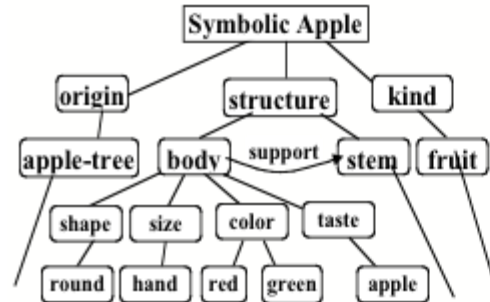 Symbolic Apple
origin structure kind
apple-tree body support stem fruit
shape size color taste
round hand red green apple